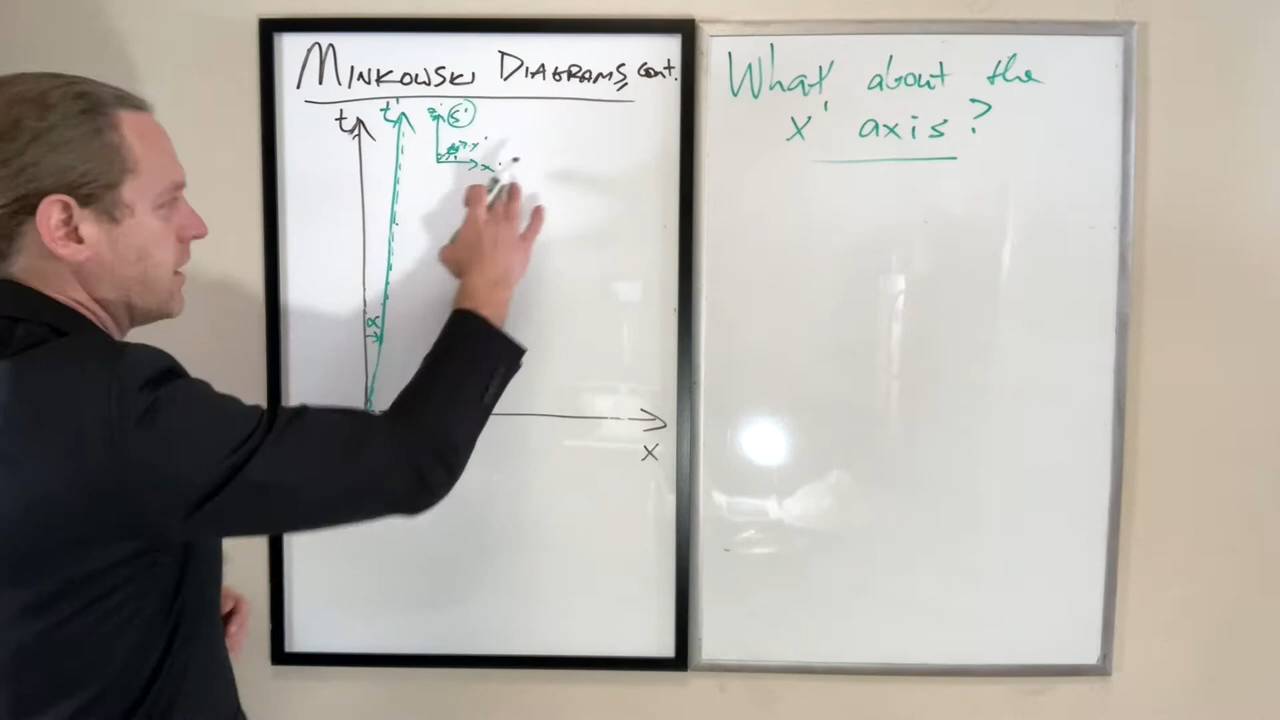 MINKOWSKI DIAGRAMS, cont.
t
t'
z'
S'
y'
x'
α
x
What about the
x' axis?